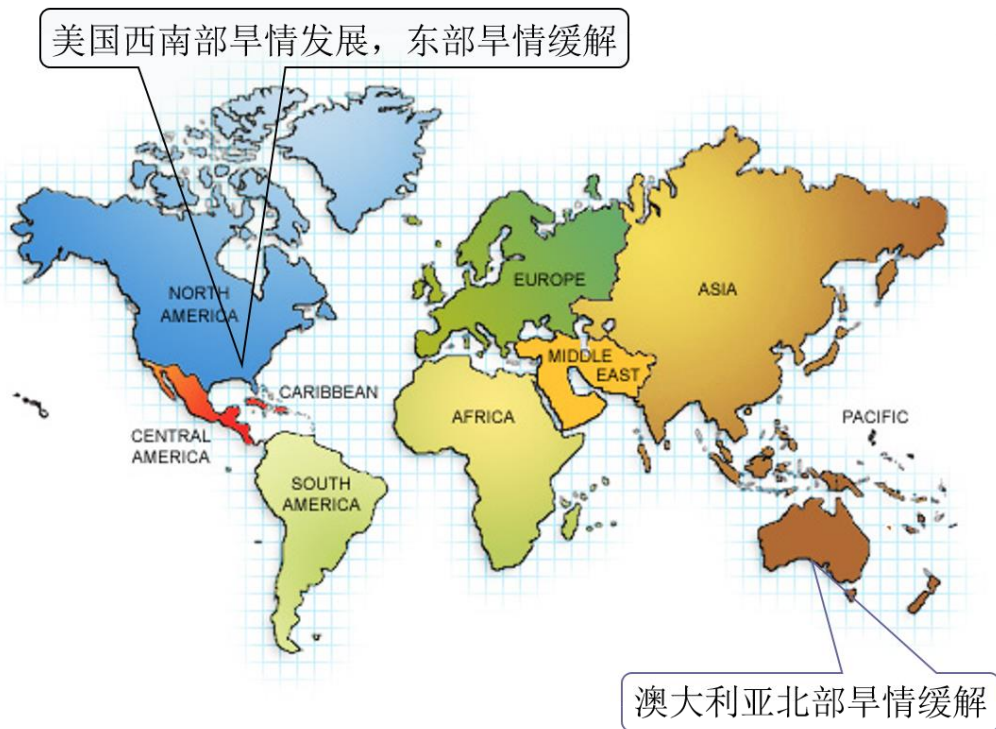 美国西南部旱情发展，东部旱情缓解
NORTH
AMERICA
EUROPE
ASIA
MIDDLE
EAST
CARIBBEAN
AFRICA
PACIFIC
CENTRAL
AMERICA
SOUTH
AMERICA
澳大利亚北部旱情缓解